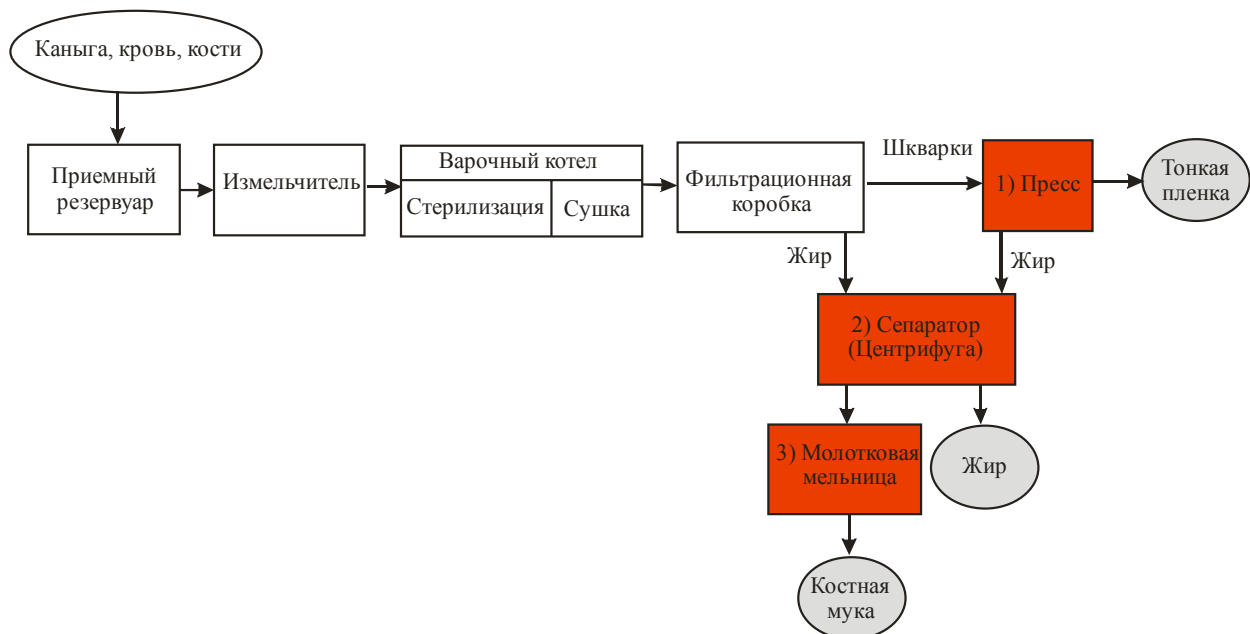 Каныга, кровь, кости
Приемный
резервуар
Измельчитель
Варочный котел
Стерилизация
Сушка
Фильтрационная
коробка
Шкварки
1) Пресс
Тонкая
пленка
Жир
Жир
2) Сепаратор
(Центрифуга)
3) Молотковая
мельница
Жир
Костная
мука